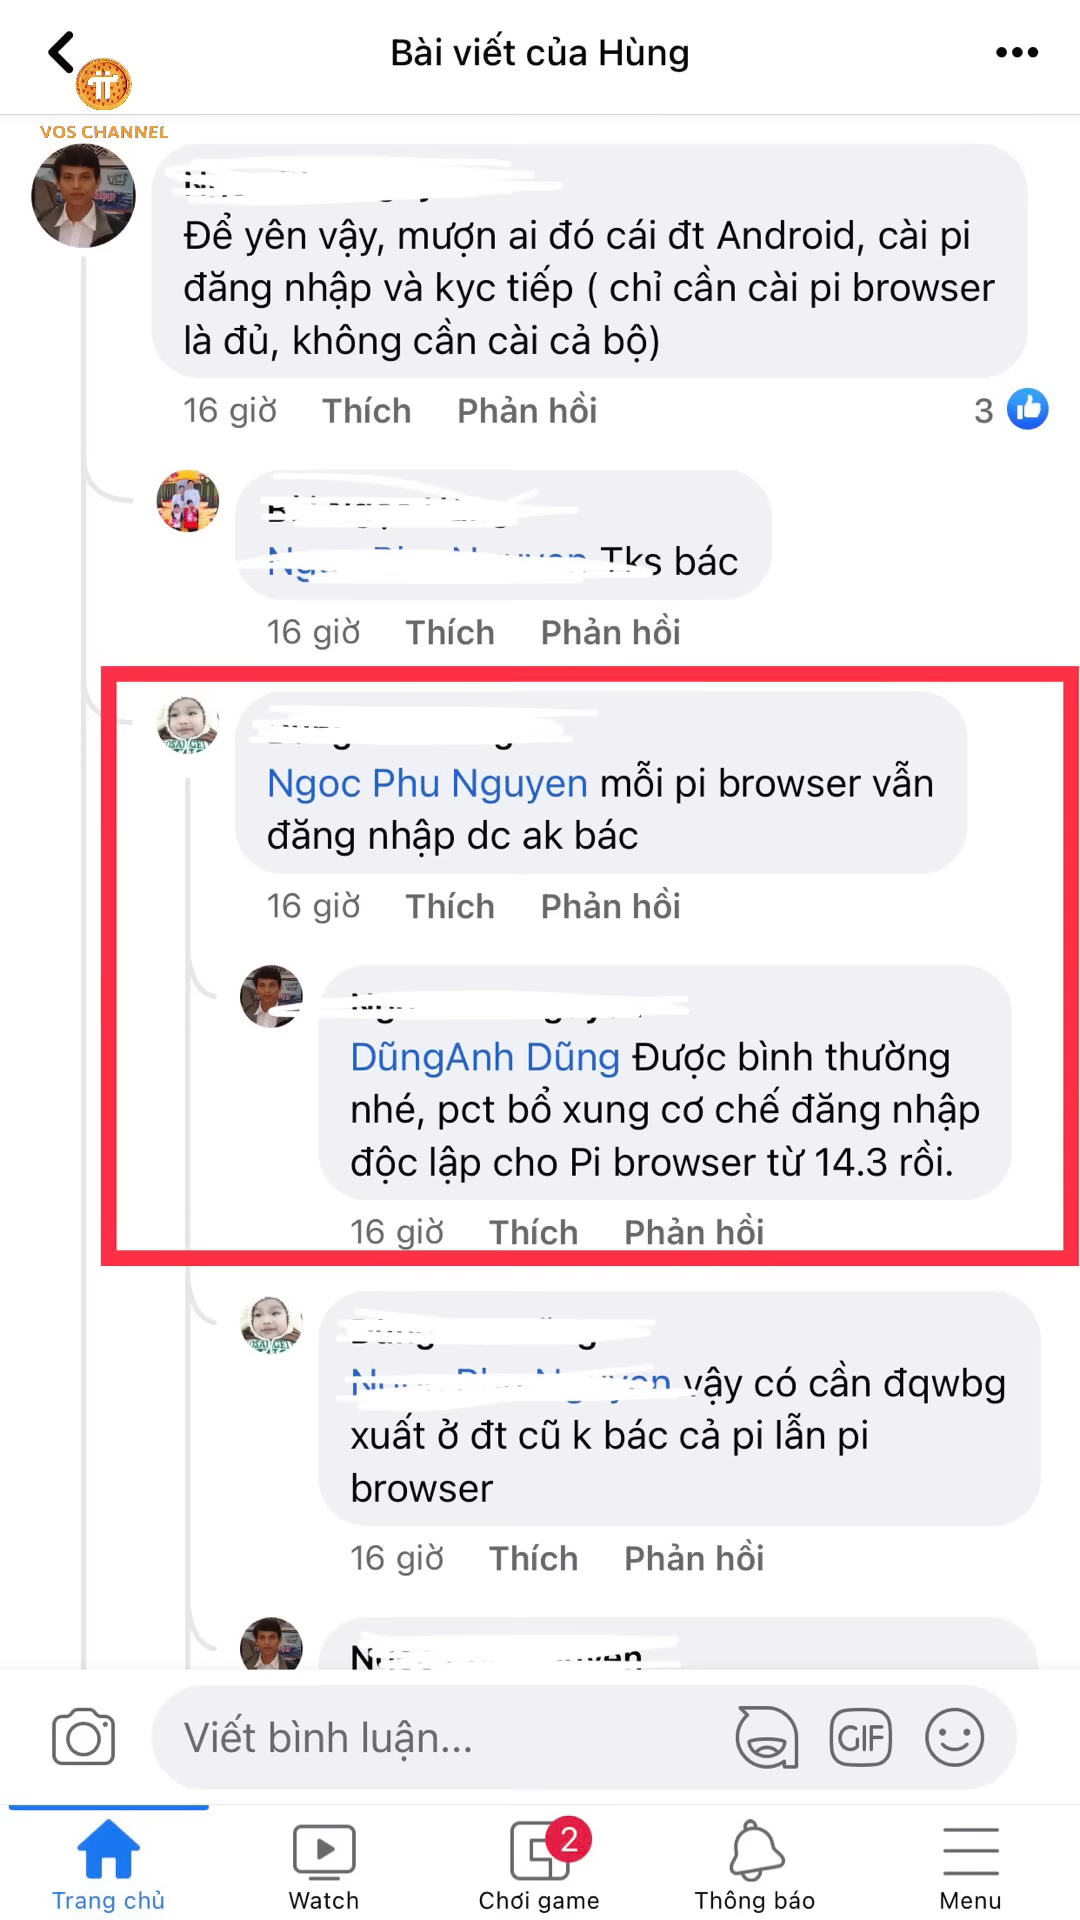 Bài viết của Hùng
VOS CHANNEL
Để yên vậy, mượn ai đó cái đt Android, cài pi
đăng nhập và kyc tiếp ( chỉ cần cài pi browser
là đủ, không cần cài cả bộ)
16 giờ Thích Phản hồi 3
Tks bác
16 giờ Thích Phản hồi
Ngoc Phu Nguyen mỗi pi browser vẫn
đăng nhập dc ak bác
16 giờ Thích Phản hồi
DũngAnh Dũng Được bình thường
nhé, pct bổ xung cơ chế đăng nhập
độc lập cho Pi browser từ 14.3 rồi.
16 giờ Thích Phản hồi
vậy có cần đqwbg
xuất ở đt cũ k bác cả pi lẫn pi
browser
16 giờ Thích Phản hồi
Viết bình luận...
GIF
2
Trang chủ Watch Chơi game Thông báo Menu